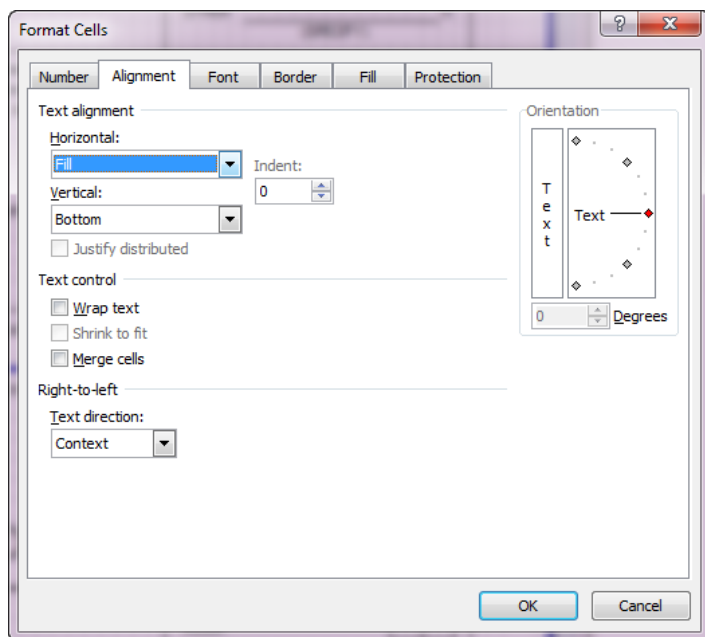 Format Cells
?
X
Number Alignment Font Border Fill Protection
Text alignment
Horizontal:
Fill
Indent:
0
Vertical:
Bottom
Justify distributed
Text control
Wrap text
Shrink to fit
Merge cells
Right-to-left
Text direction:
Context
Orientation
Text
Text
0 Degrees
OK Cancel